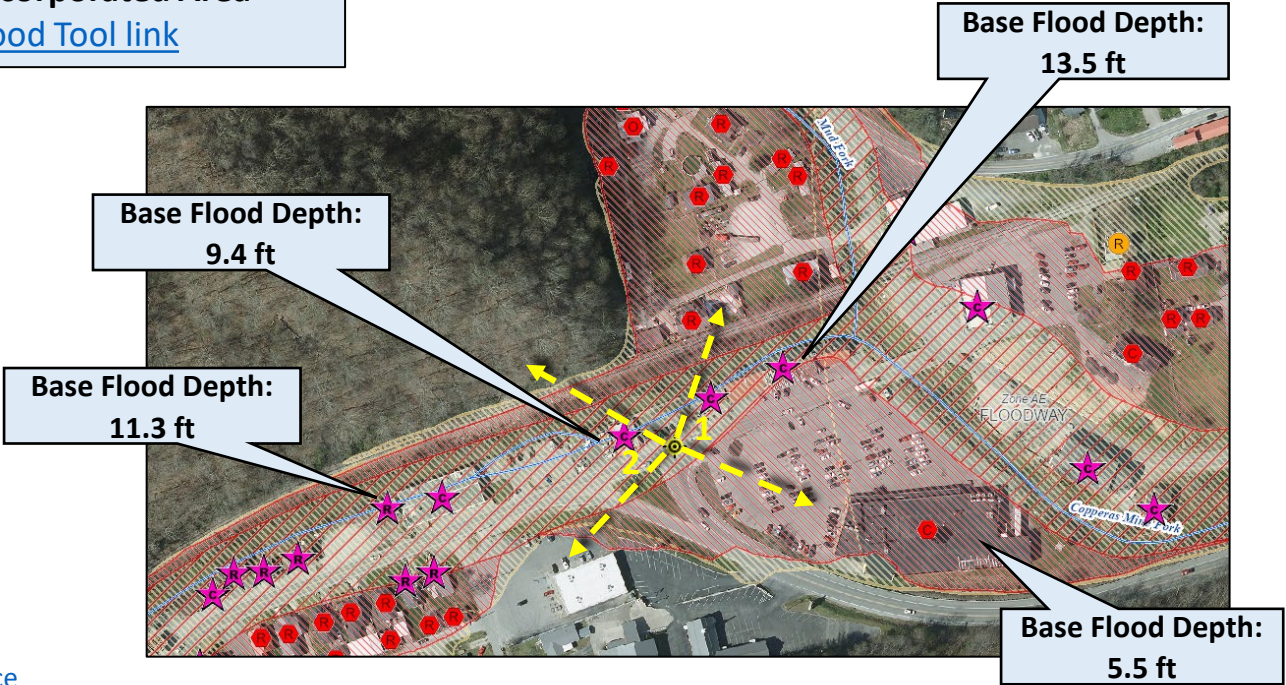 ood Tool link
Base Flood Depth:
13.5 ft
Base Flood Depth:
9.4 ft
Base Flood Depth:
11.3 ft
Base Flood Depth:
5.5 ft
Mud Fork
Zone AE
FLOODWAY
Copperas Mine Fork
1
2
O
R
R
R
R
R
R
R
R
R
R
R
R
R
R
C
C
C
C
C
C
C
C
C
R
C
R
R
R
R
R
C
R
R
R
R
R
R
R
ce